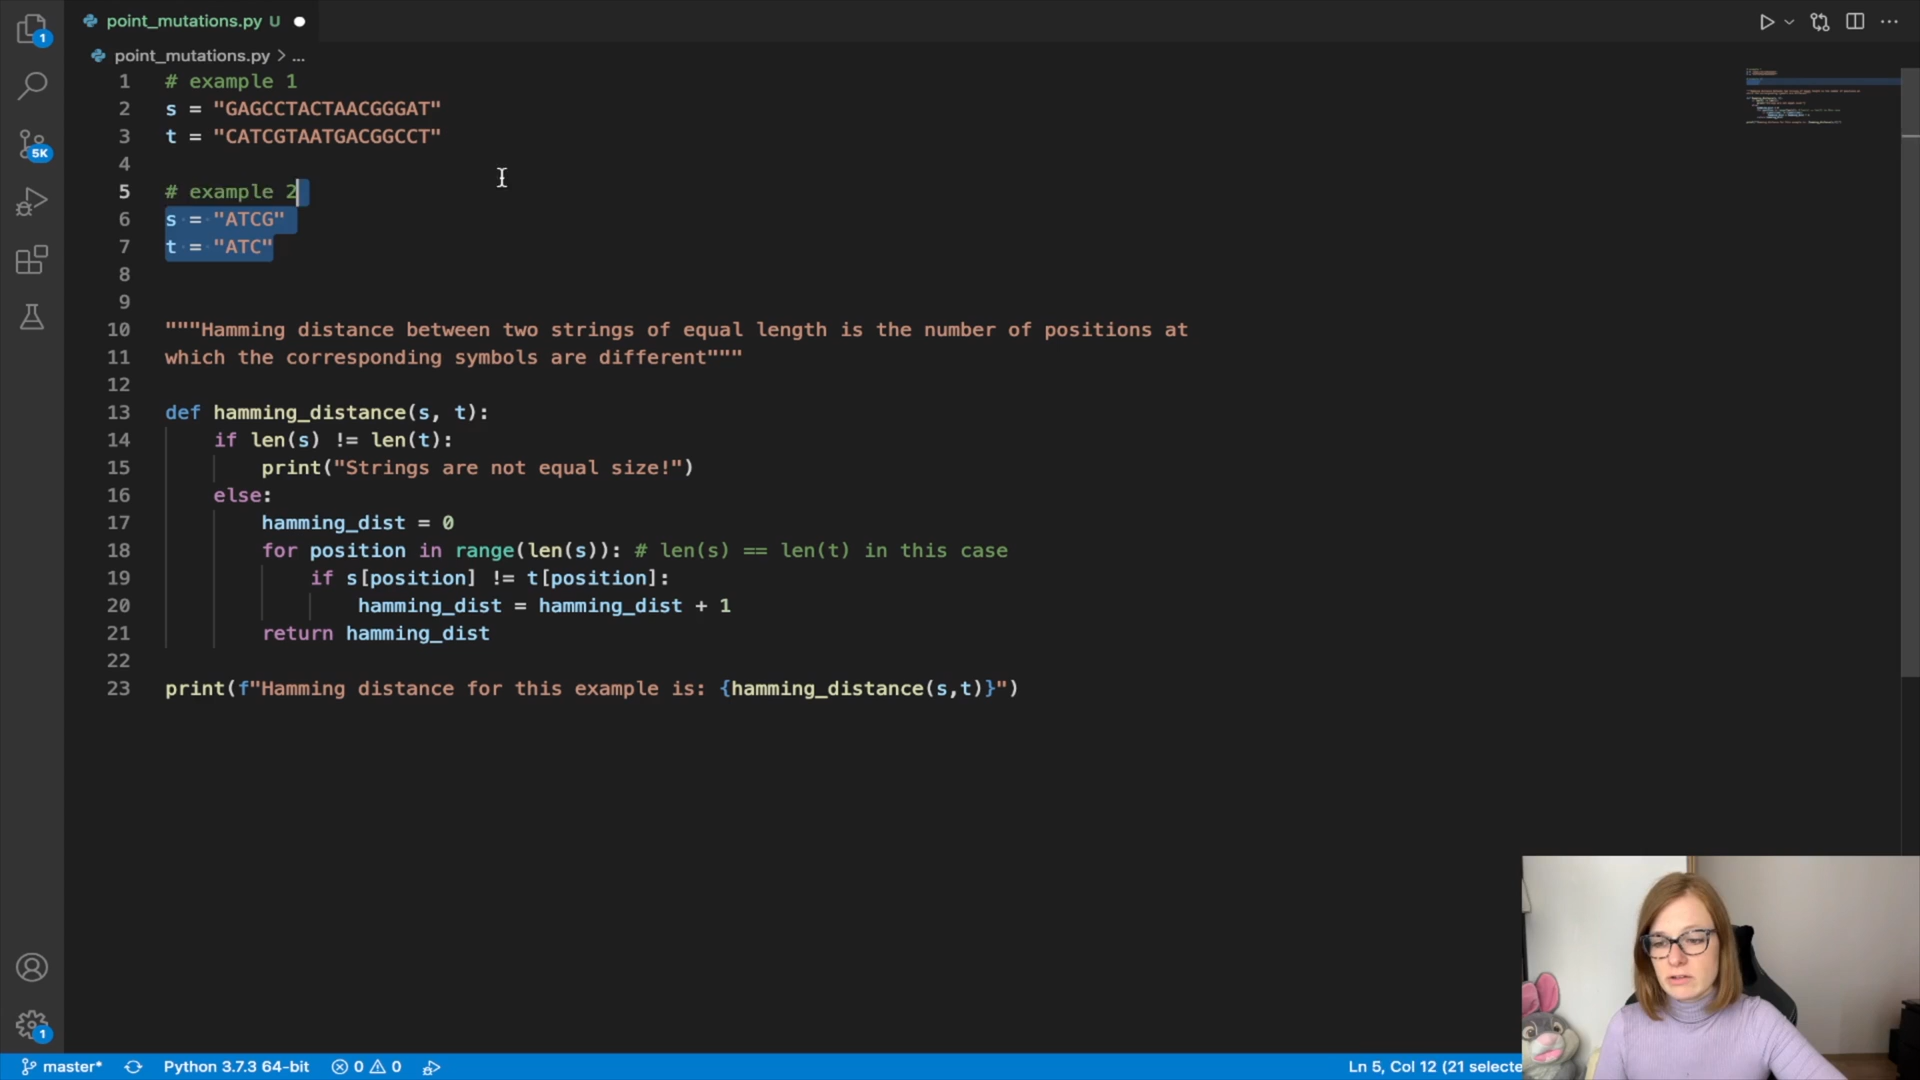 point_mutations.py U
point_mutations.py > ...
1 # example 1
2 s = "GAGCCTACTAACGGGAT"
3 t = "CATCGTAATGACGGCCT"
4
5 # example 2
6 s = "ATCG"
7 t = "ATC"
8
9
10 """Hamming distance between two strings of equal length is the number of positions at
11 which the corresponding symbols are different"""
12
13 def hamming_distance(s, t):
14 if len(s) != len(t):
15 print("Strings are not equal size!")
16 else:
17 hamming_dist = 0
18 for position in range(len(s)): # len(s) == len(t) in this case
19 if s[position] != t[position]:
20 hamming_dist = hamming_dist + 1
21 return hamming_dist
22
23 print(f"Hamming distance for this example is: {hamming_distance(s,t)}")
1
5K
1
master* Python 3.7.3 64-bit 0 0 Ln 5, Col 12 (21 selecte